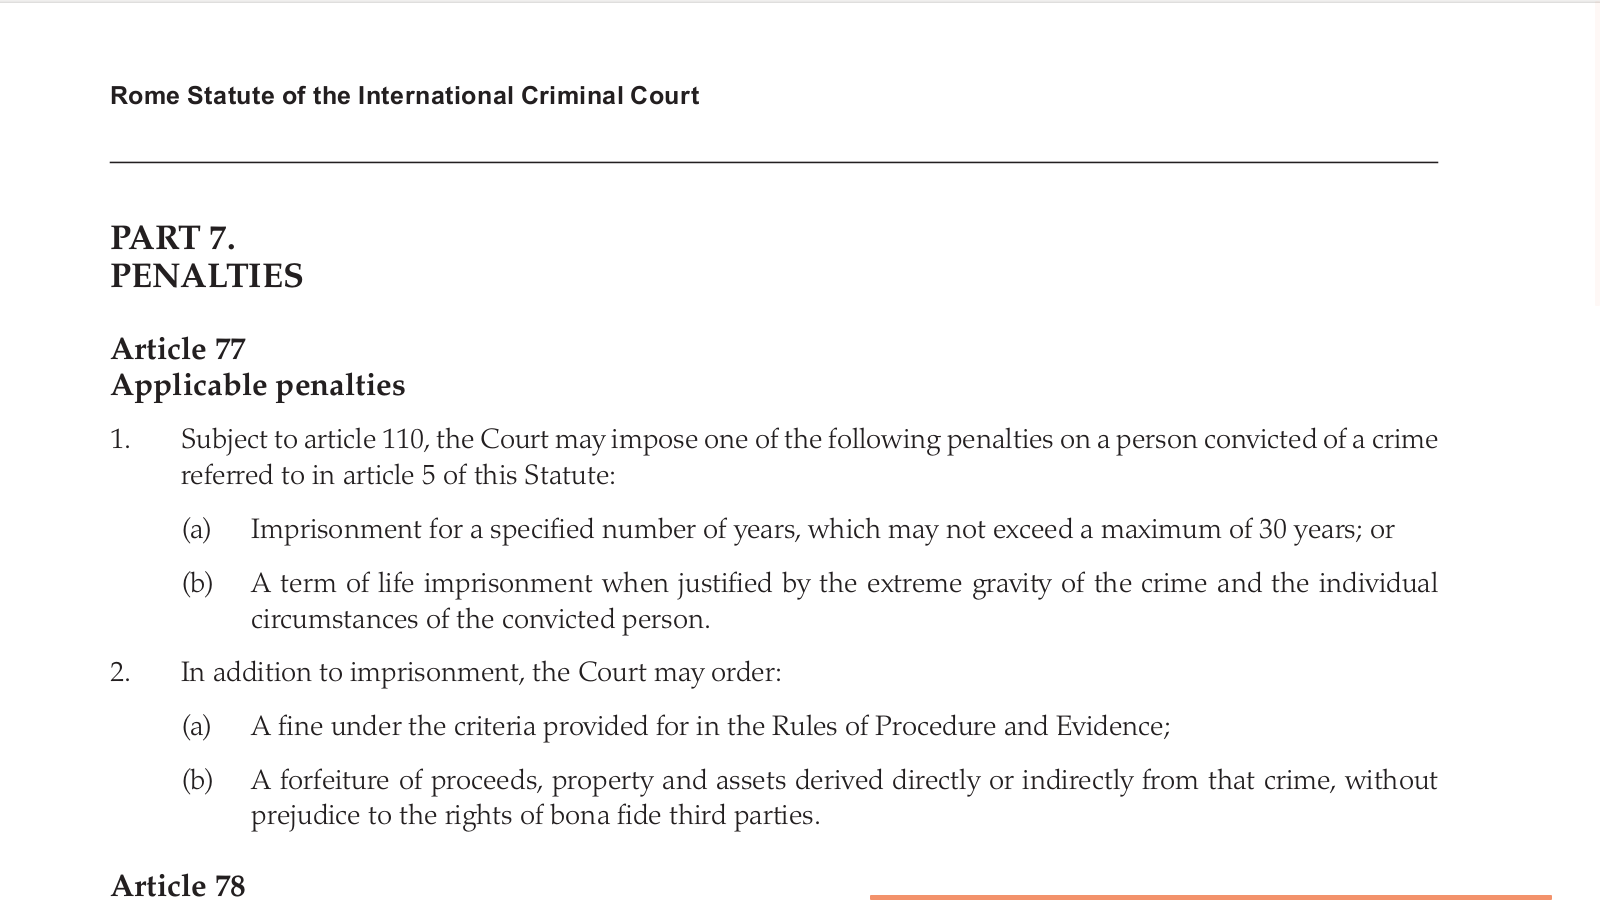 Rome Statute of the International Criminal Court
PART 7.
PENALTIES
Article 77
Applicable penalties
1. Subject to article 110, the Court may impose one of the following penalties on a person convicted of a crime
referred to in article 5 of this Statute:
(a) Imprisonment for a specified number of years, which may not exceed a maximum of 30 years; or
(b) A term of life imprisonment when justified by the extreme gravity of the crime and the individual
circumstances of the convicted person.
2. In addition to imprisonment, the Court may order:
(a) A fine under the criteria provided for in the Rules of Procedure and Evidence;
(b) A forfeiture of proceeds, property and assets derived directly or indirectly from that crime, without
prejudice to the rights of bona fide third parties.
Article 78